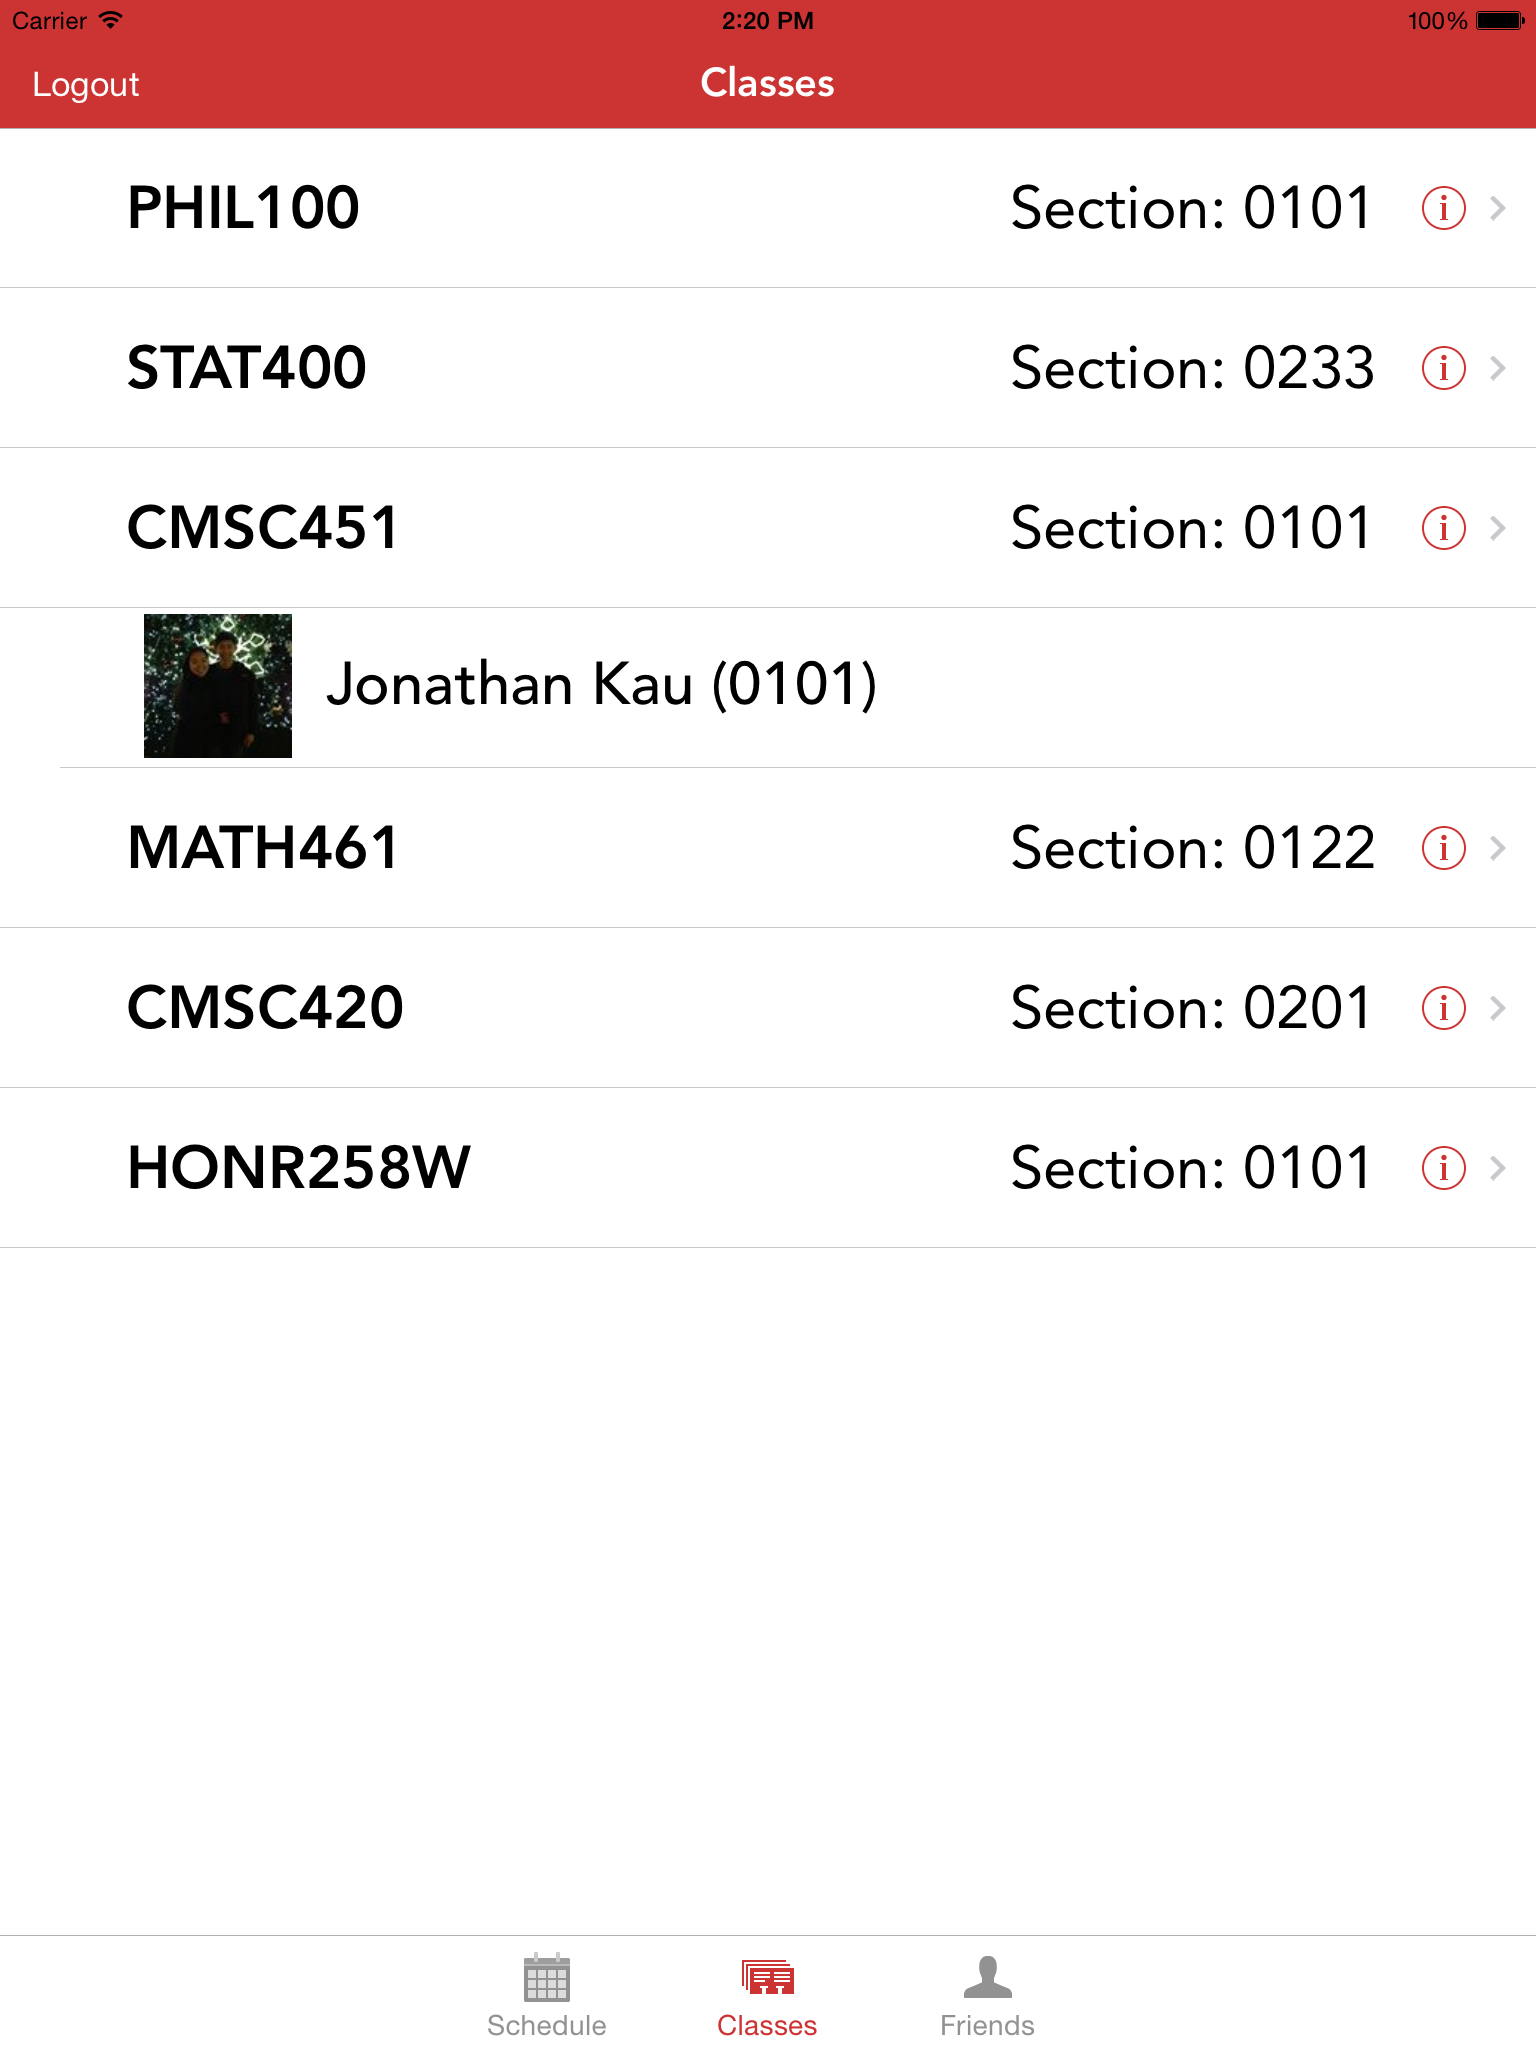 Carrier 2:20 PM 100%
Logout Classes
PHIL100 Section: 0101
STAT400 Section: 0233
CMSC451 Section: 0101
Jonathan Kau (0101)
MATH461 Section: 0122
CMSC420 Section: 0201
HONR258W Section: 0101
Schedule Classes Friends